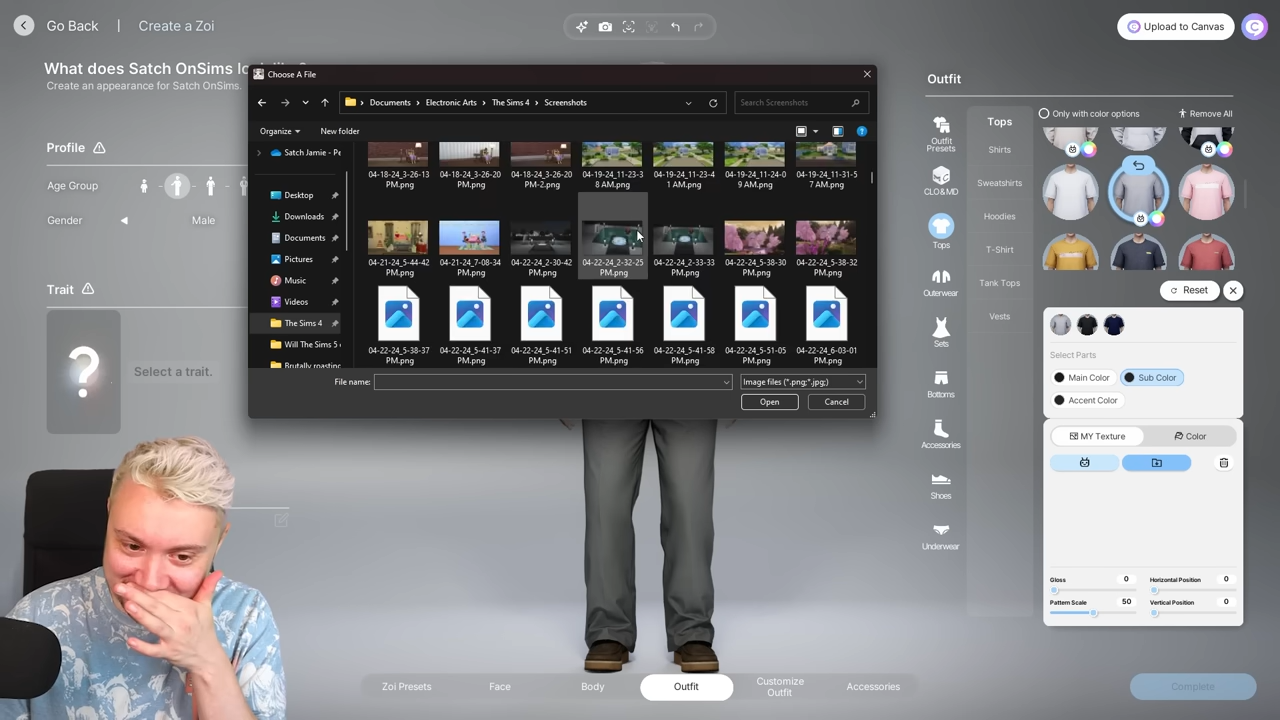 Go Back | Create a Zoi
Upload to Canvas
What does Satch OnSims lo
Create an appearance for Satch OnSims.
Profile
Age Group
Gender
Male
Trait
?
Select a trait.
Choose A File
Documents > Electronic Arts > The Sims 4 > Screenshots
Search Screenshots
Organize
New folder
Satch Jamie - Pe
Desktop
Downloads
Documents
Pictures
Music
Videos
The Sims 4
Will The Sims 5
Brutally roasting
04-18-24_3-26-13
PM.png
04-18-24_3-26-20
PM.png
04-18-24_3-26-20
PM-2.png
04-19-24_11-23-3
8 AM.png
04-19-24_11-23-4
1 AM.png
04-19-24_11-24-0
9 AM.png
04-19-24_11-31-5
7 AM.png
04-21-24_5-44-42
PM.png
04-21-24_7-08-34
PM.png
04-22-24_2-30-42
PM.png
04-22-24_2-32-25
PM.png
04-22-24_2-33-33
PM.png
04-22-24_5-38-30
PM.png
04-22-24_5-38-32
PM.png
04-22-24_5-38-37
PM.png
04-22-24_5-41-37
PM.png
04-22-24_5-41-51
PM.png
04-22-24_5-41-56
PM.png
04-22-24_5-41-58
PM.png
04-22-24_5-51-05
PM.png
04-22-24_6-03-01
PM.png
File name:
Image files (*.png;*.jpg;)
Open
Cancel
Outfit
Outfit
Presets
CLO & MD
Tops
Outerwear
Sets
Bottoms
Accessories
Shoes
Underwear
Tops
Shirts
Sweatshirts
Hoodies
T-Shirt
Tank Tops
Vests
Only with color options
Remove All
Reset
Select Parts
Main Color
Sub Color
Accent Color
MY Texture
Color
Gloss
0
Horizontal Position
0
Pattern Scale
50
Vertical Position
0
Zoi Presets
Face
Body
Outfit
Customize
Outfit
Accessories
Complete